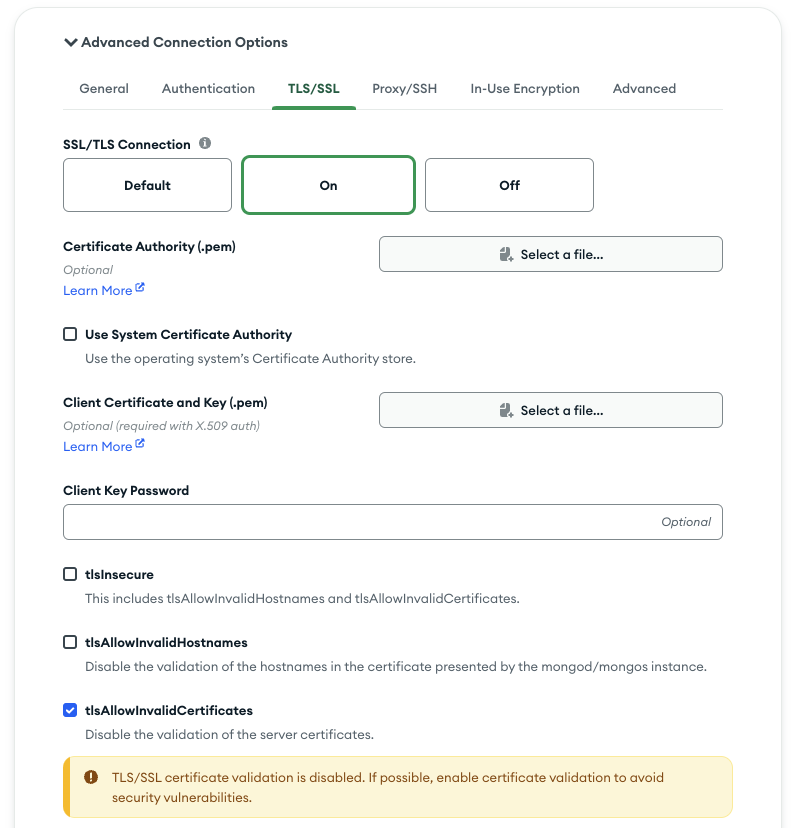 Advanced Connection Options
General Authentication TLS/SSL Proxy/SSH In-Use Encryption Advanced
SSL/TLS Connection
Default On Off
Certificate Authority (.pem)
Select a file...
Optional
Learn More
Use System Certificate Authority
Use the operating system's Certificate Authority store.
Client Certificate and Key (.pem)
Select a file...
Optional (required with X.509 auth)
Learn More
Client Key Password
Optional
tlsInsecure
This includes tlsAllowInvalidHostnames and tlsAllowInvalidCertificates.
tlsAllowInvalidHostnames
Disable the validation of the hostnames in the certificate presented by the mongod/mongos instance.
tlsAllowInvalidCertificates
Disable the validation of the server certificates.
TLS/SSL certificate validation is disabled. If possible, enable certificate validation to avoid
security vulnerabilities.